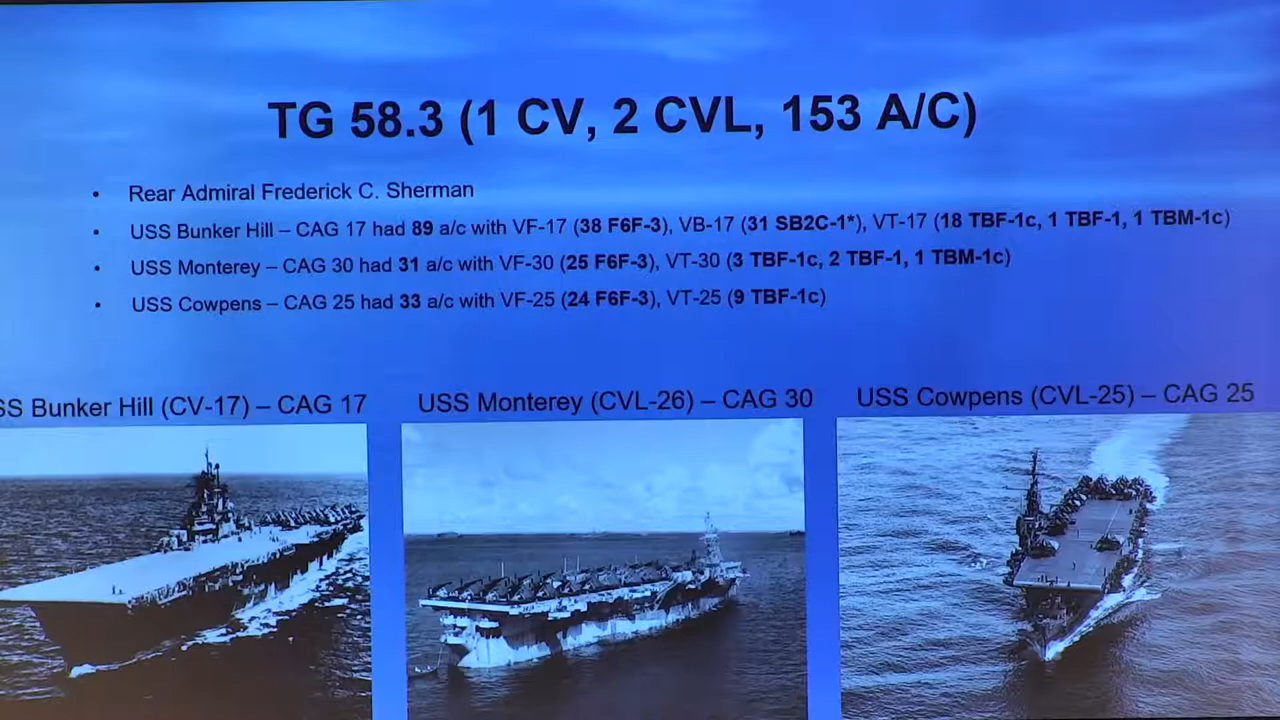 TG 58.3 (1 CV, 2 CVL, 153 A/C)
• Rear Admiral Frederick C. Sherman
• USS Bunker Hill – CAG 17 had 89 a/c with VF-17 (38 F6F-3), VB-17 (31 SB2C-1*), VT-17 (18 TBF-1c, 1 TBF-1, 1 TBM-1c)
• USS Monterey – CAG 30 had 31 a/c with VF-30 (25 F6F-3), VT-30 (3 TBF-1c, 2 TBF-1, 1 TBM-1c)
• USS Cowpens – CAG 25 had 33 a/c with VF-25 (24 F6F-3), VT-25 (9 TBF-1c)
SS Bunker Hill (CV-17) – CAG 17
USS Monterey (CVL-26) – CAG 30
USS Cowpens (CVL-25) – CAG 25